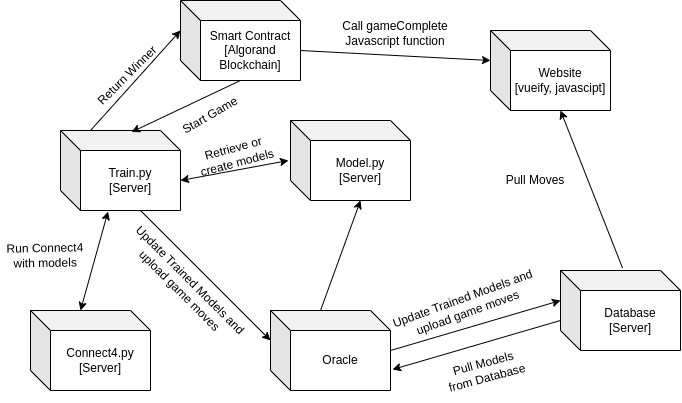 Smart Contract
[Algorand
Blockchain]
Call gameComplete
Javascript function
Website
[vueify, javascipt]
Return Winner
Start Game
Train.py
[Server]
Retrieve or
create models
Model.py
[Server]
Pull Moves
Run Connect4
with models
Update Trained Models and
upload game moves
Connect4.py
[Server]
Oracle
Update Trained Models and
upload game moves
Pull Models
from Database
Database
[Server]